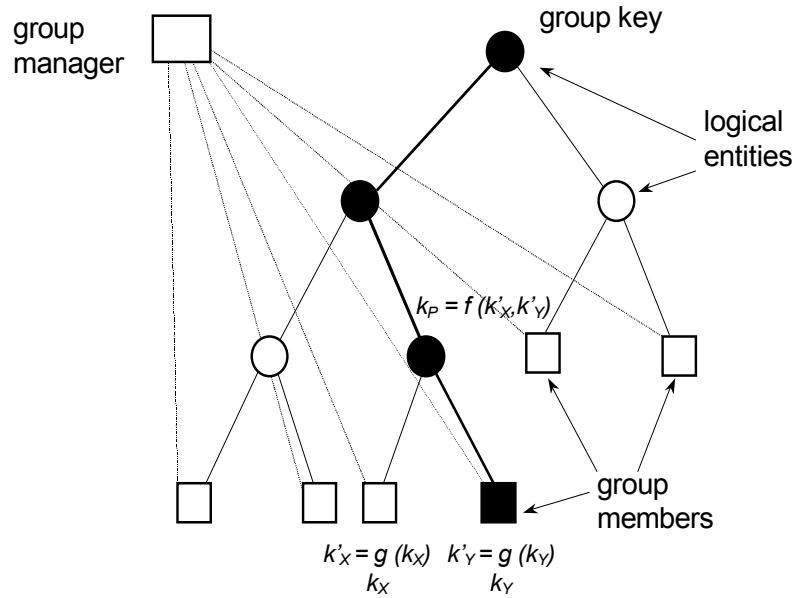 group key
group
manager
logical
entities
k_P = f (k'_X,k'_Y)
group
members
k'_X = g (k_X) k'_Y = g (k_Y)
k_X k_Y